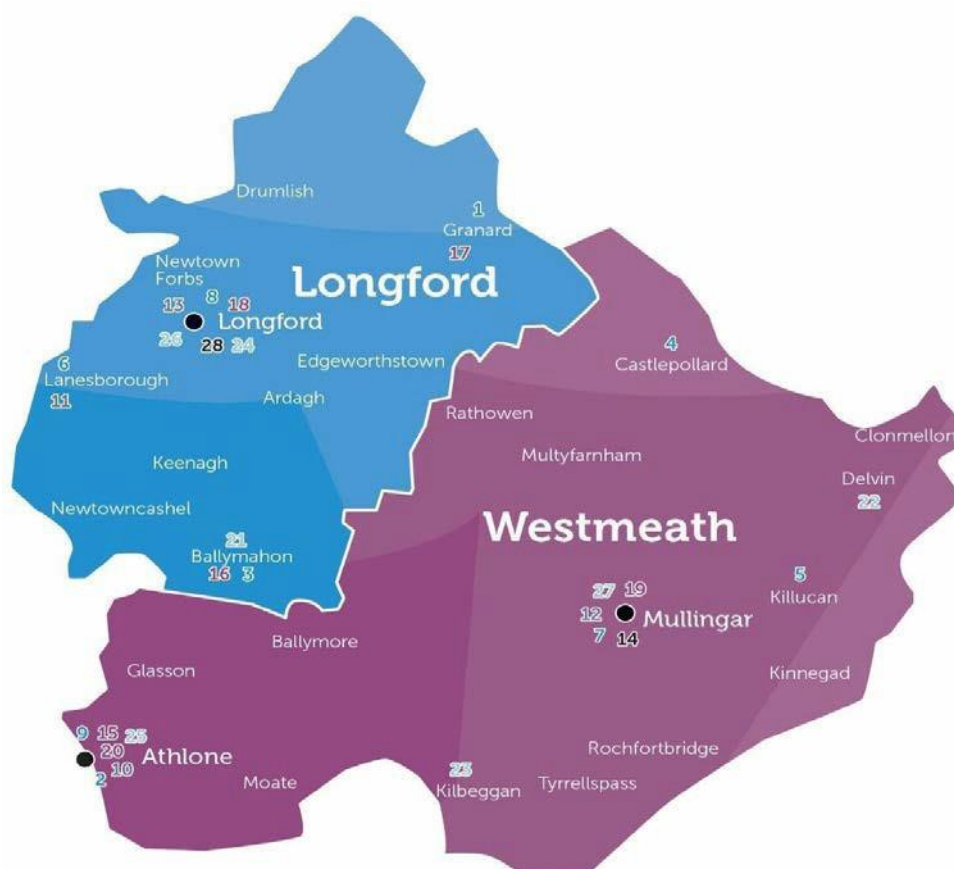 Drumlish
1
Granard
17
Newtown
Forbs
Longford
8
13
18
Longford
26
28
24
Edgeworthstown
6
Lanesborough
11
Ardagh
4
Castlepollard
Rathowen
Clonmellon
Multyfarnham
Keenagh
Delvin
22
Newtowncashel
Westmeath
21
Ballymahon
16 3
5
Killucan
27 19
12
Mullingar
7 14
Ballymore
Glasson
Kinnegad
9 15 25
20
Athlone
10
2
Rochfortbridge
23
Kilbeggan
Tyrrellspass
Moate